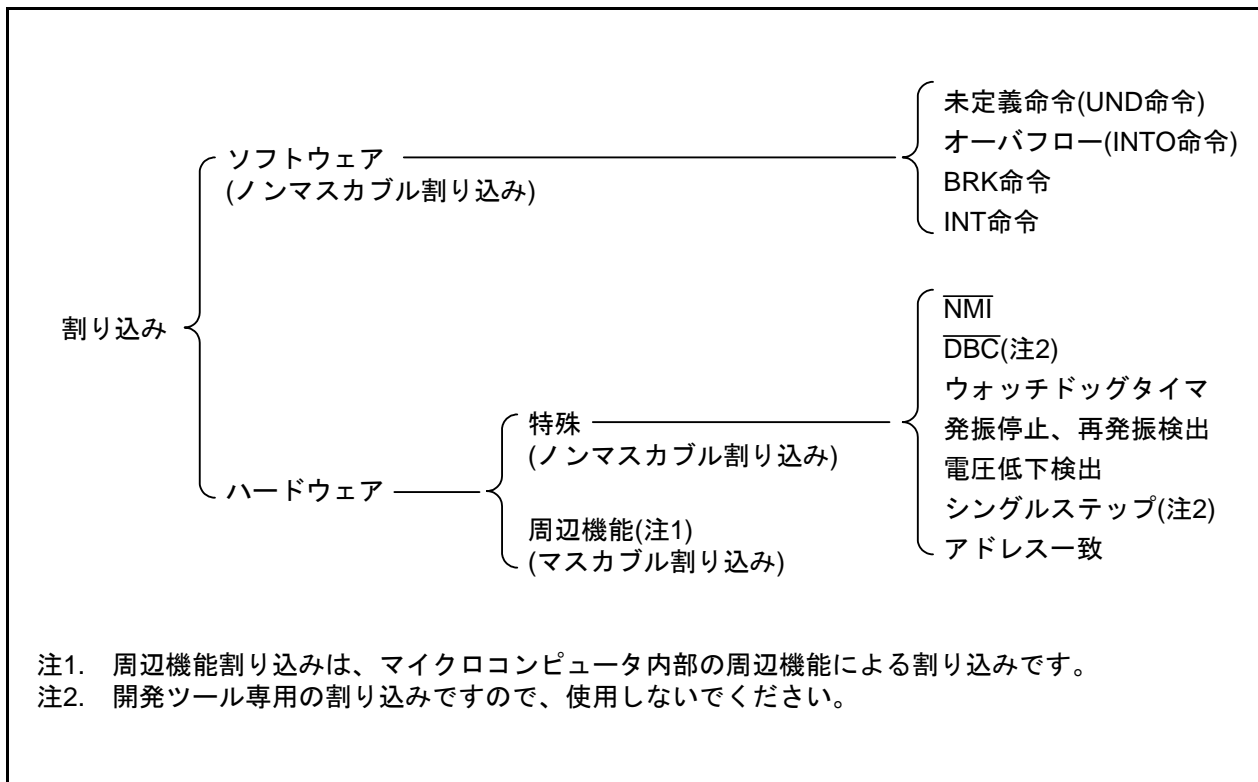 未定義命令(UND命令)
オーバフロー(INTO命令)
BRK命令
INT命令
ソフトウェア
(ノンマスカブル割り込み)
割り込み
NMI
DBC(注2)
ウォッチドッグタイマ
発振停止、再発振検出
電圧低下検出
シングルステップ(注2)
アドレス一致
特殊
(ノンマスカブル割り込み)
ハードウェア
周辺機能(注1)
(マスカブル割り込み)
注1. 周辺機能割り込みは、マイクロコンピュータ内部の周辺機能による割り込みです。
注2. 開発ツール専用の割り込みですので、使用しないでください。